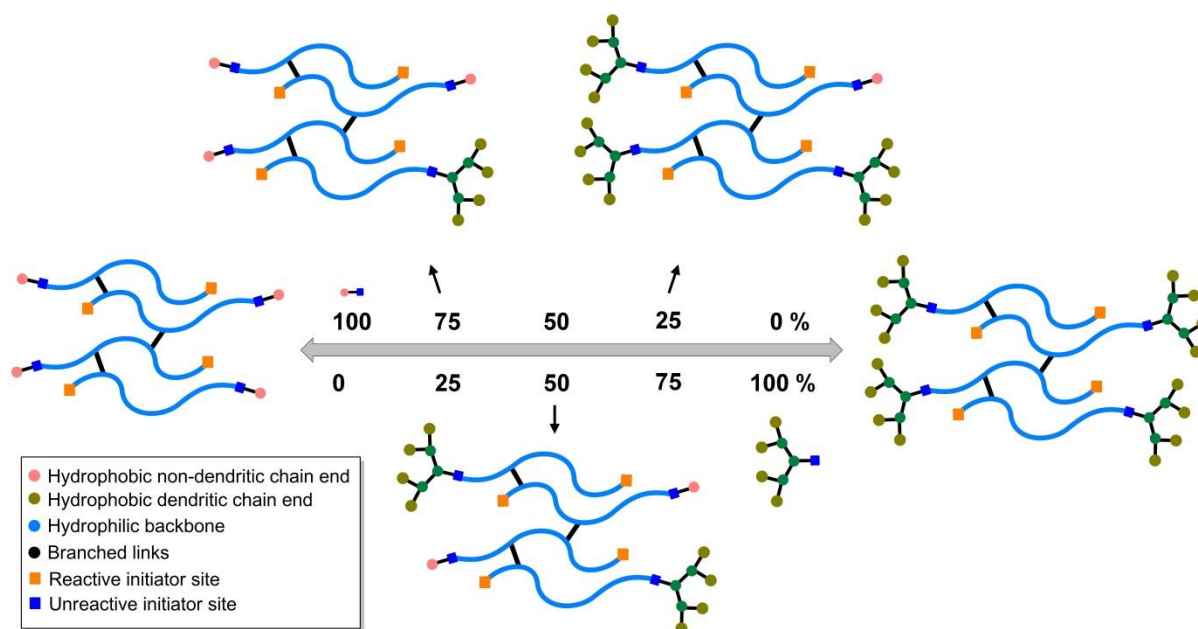 100 75 50 25 0 %
0 25 50 75 100 %
Hydrophobic non-dendritic chain end
Hydrophobic dendritic chain end
Hydrophilic backbone
Branched links
Reactive initiator site
Unreactive initiator site